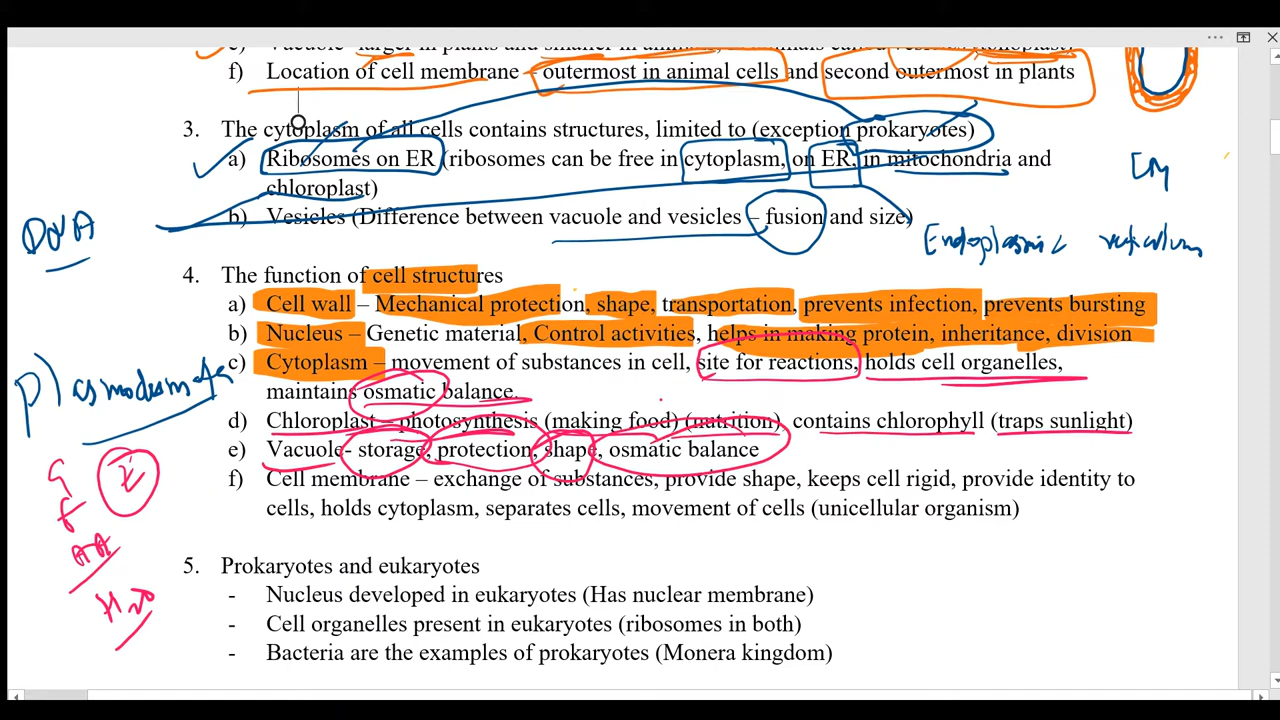 larger in plants and smaller in
f) Location of cell membrane – outermost in animal cells and second outermost in plants
3. The cytoplasm of all cells contains structures, limited to (exception prokaryotes)
a) Ribosomes on ER (ribosomes can be free in cytoplasm, on ER, in mitochondria and
chloroplast)
b) Vesicles (Difference between vacuole and vesicles – fusion and size)
DNA
Endoplasmic reticulum
4. The function of cell structures
a) Cell wall – Mechanical protection, shape, transportation, prevents infection, prevents bursting
b) Nucleus – Genetic material, Control activities, helps in making protein, inheritance, division
c) Cytoplasm – movement of substances in cell, site for reactions, holds cell organelles,
maintains osmatic balance.
Plasmodesmata
d) Chloroplast – photosynthesis (making food) (nutrition) contains chlorophyll (traps sunlight)
e) Vacuole- storage, protection, shape, osmatic balance
f) Cell membrane – exchange of substances, provide shape, keeps cell rigid, provide identity to
cells, holds cytoplasm, separates cells, movement of cells (unicellular organism)
AA
H2O
5. Prokaryotes and eukaryotes
- Nucleus developed in eukaryotes (Has nuclear membrane)
- Cell organelles present in eukaryotes (ribosomes in both)
- Bacteria are the examples of prokaryotes (Monera kingdom)